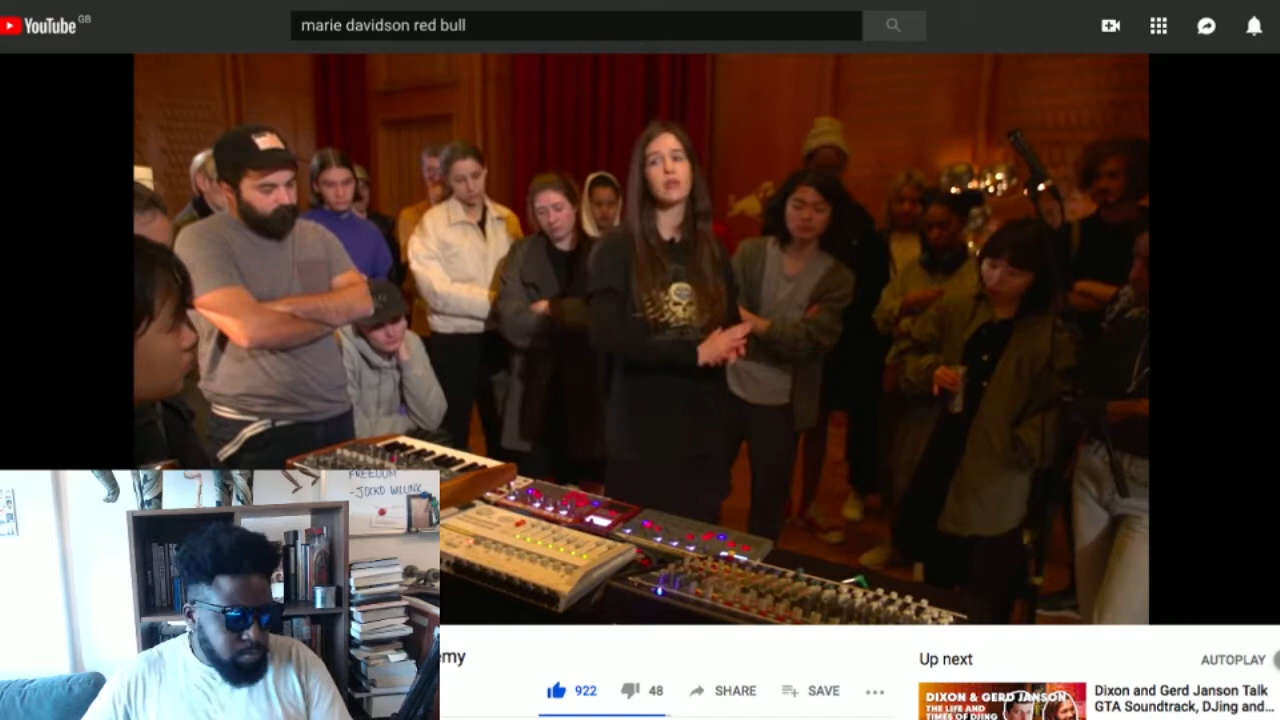 YouTube GB
marie davidson red bull
FREEDOM
-JOCKO WILLINK
emy
922
48
SHARE
SAVE
Up next
AUTOPLAY
DIXON & GERD JANSON
THE LIFE AND
TIMES OF DJING
Dixon and Gerd Janson Talk
GTA Soundtrack, DJing and...